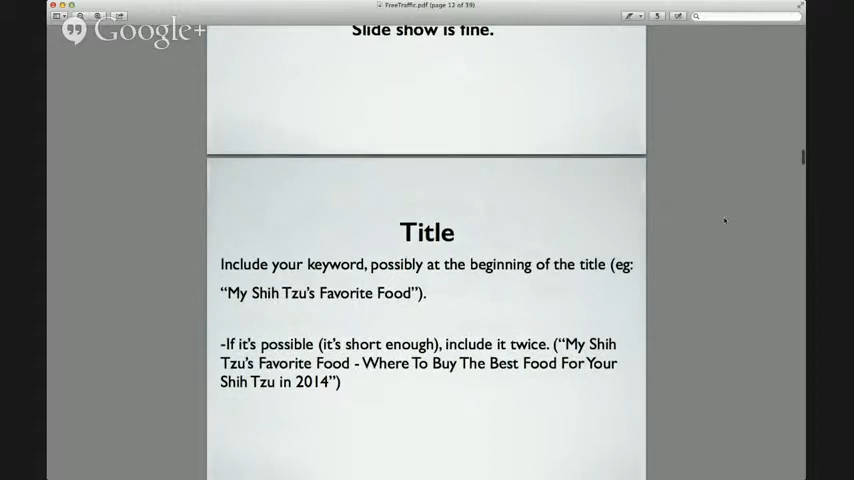 FreeTraffic.pdf (page 12 of 39)
Google+
Slide show is fine.
Title
Include your keyword, possibly at the beginning of the title (eg:
“My Shih Tzu’s Favorite Food”).
-If it’s possible (it’s short enough), include it twice. (“My Shih
Tzu’s Favorite Food - Where To Buy The Best Food For Your
Shih Tzu in 2014”)